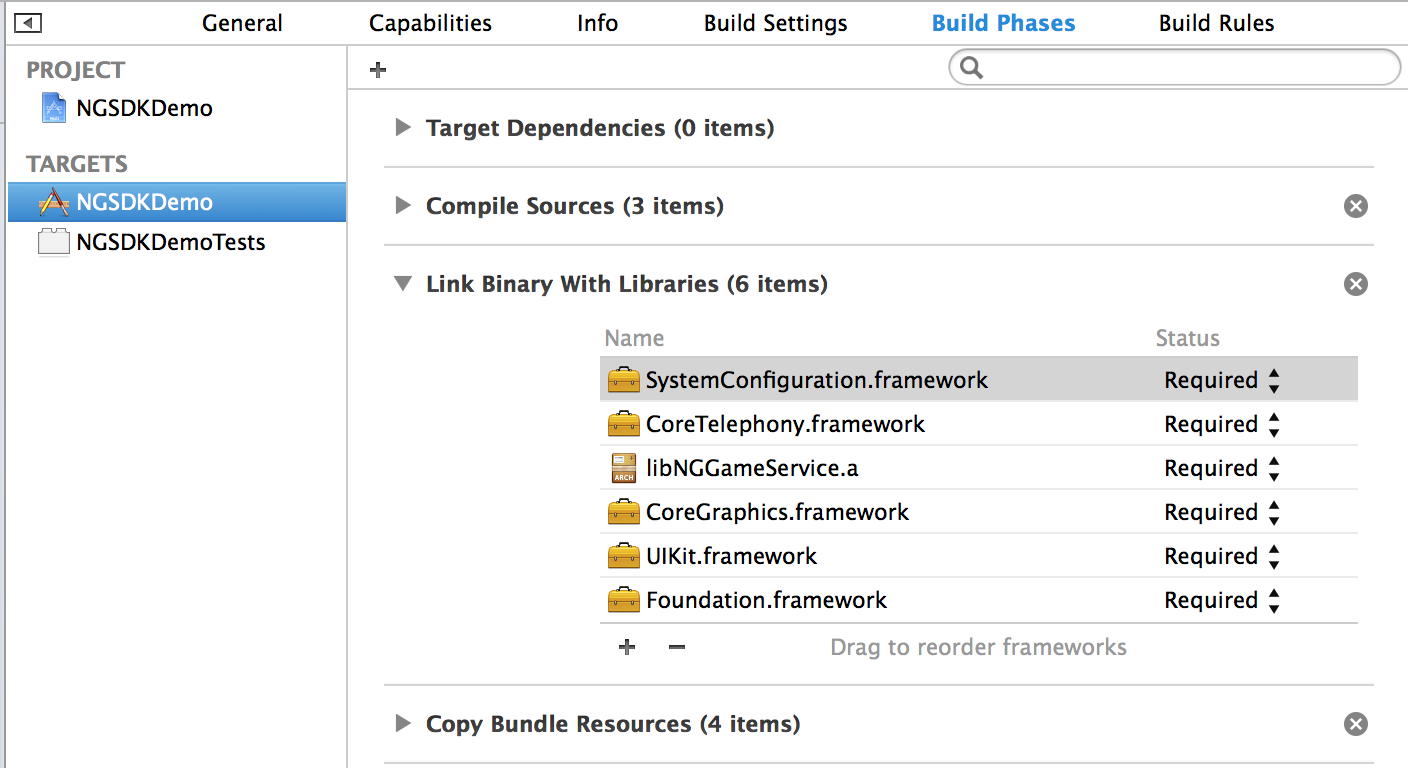 General Capabilities Info Build Settings Build Phases Build Rules
PROJECT
NGSDKDemo
TARGETS
NGSDKDemo
NGSDKDemoTests
Target Dependencies (0 items)
Compile Sources (3 items)
Link Binary With Libraries (6 items)
Name Status
SystemConfiguration.framework Required
CoreTelephony.framework Required
ARCH libNGGameService.a Required
CoreGraphics.framework Required
UIKit.framework Required
Foundation.framework Required
Drag to reorder frameworks
Copy Bundle Resources (4 items)